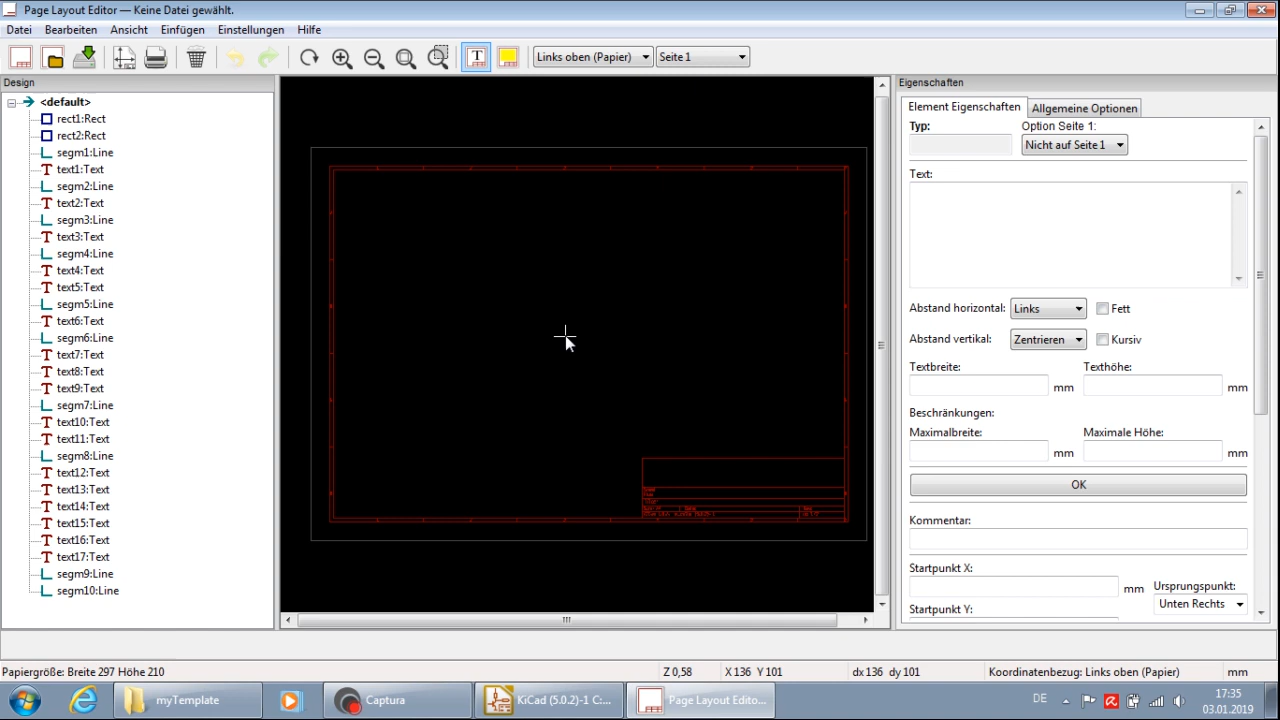 Page Layout Editor — Keine Datei gewählt.
Datei Bearbeiten Ansicht Einfügen Einstellungen Hilfe
T Links oben (Papier) Seite 1
Design
<default>
rect1:Rect
rect2:Rect
segm1:Line
text1:Text
segm2:Line
text2:Text
segm3:Line
text3:Text
segm4:Line
text4:Text
text5:Text
segm5:Line
text6:Text
segm6:Line
text7:Text
text8:Text
text9:Text
segm7:Line
text10:Text
text11:Text
segm8:Line
text12:Text
text13:Text
text14:Text
text15:Text
text16:Text
text17:Text
segm9:Line
segm10:Line
Eigenschaften
Element Eigenschaften Allgemeine Optionen
Typ: Option Seite 1:
Nicht auf Seite 1
Text:
Abstand horizontal: Links Fett
Abstand vertikal: Zentrieren Kursiv
Textbreite: Texthöhe:
mm mm
Beschränkungen:
Maximalbreite: Maximale Höhe:
mm mm
OK
Kommentar:
Startpunkt X:
mm Ursprungspunkt:
Unten Rechts
Startpunkt Y:
Papiergröße: Breite 297 Höhe 210 Z 0,58 X 136 Y 101 dx 136 dy 101 Koordinatenbezug: Links oben (Papier) mm
myTemplate Captura KiCad (5.0.2)-1 C:... Page Layout Edito... DE 17:35
03.01.2019